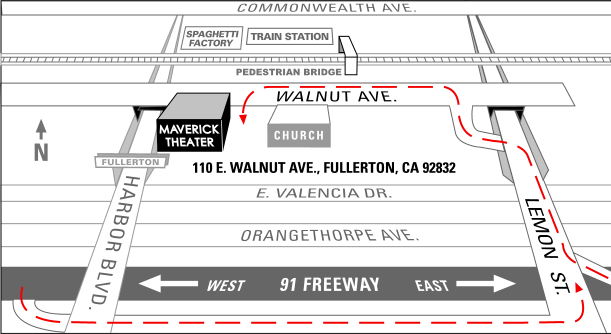 COMMONWEALTH AVE.
SPAGHETTI
FACTORY
TRAIN STATION
PEDESTRIAN BRIDGE
WALNUT AVE.
MAVERICK
THEATER
CHURCH
N
FULLERTON
110 E. WALNUT AVE., FULLERTON, CA 92832
E. VALENCIA DR.
HARBOR BLVD.
LEMON ST.
ORANGETHORPE AVE.
WEST 91 FREEWAY EAST